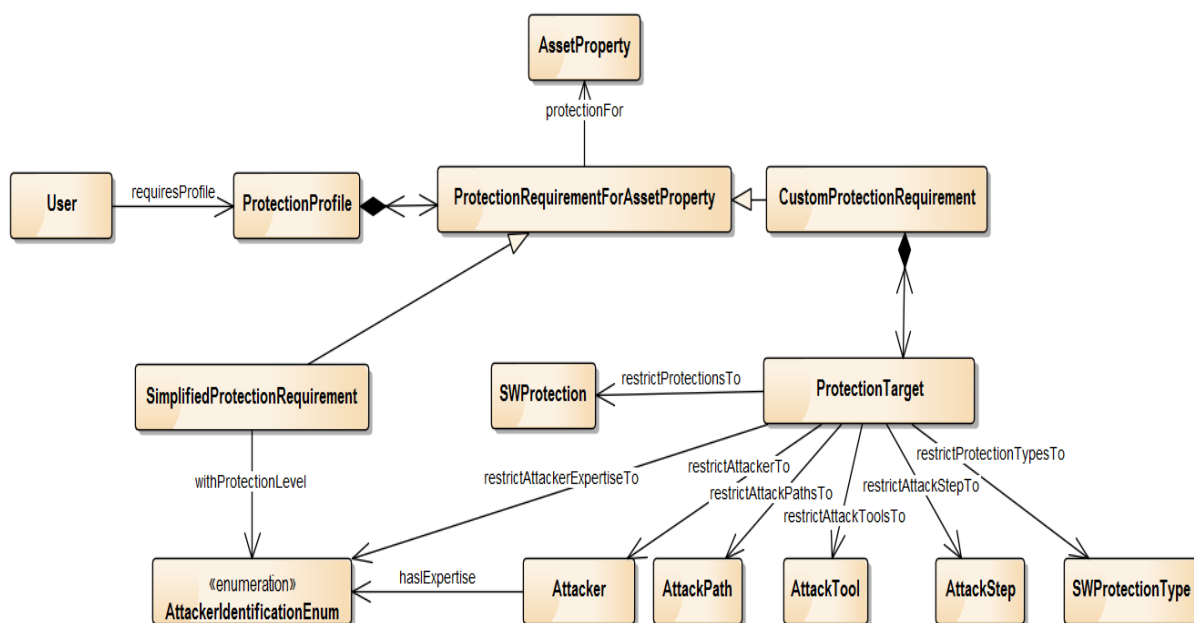 AssetProperty
protectionFor
User
requiresProfile
ProtectionProfile
ProtectionRequirementForAssetProperty
CustomProtectionRequirement
SimplifiedProtectionRequirement
SWProtection
restrictProtectionsTo
ProtectionTarget
withProtectionLevel
restrictAttackerExpertiseTo
restrictAttackerTo
restrictAttackPathsTo
restrictAttackToolsTo
restrictAttackStepTo
restrictProtectionTypesTo
«enumeration»
AttackerIdentificationEnum
haslExpertise
Attacker
AttackPath
AttackTool
AttackStep
SWProtectionType